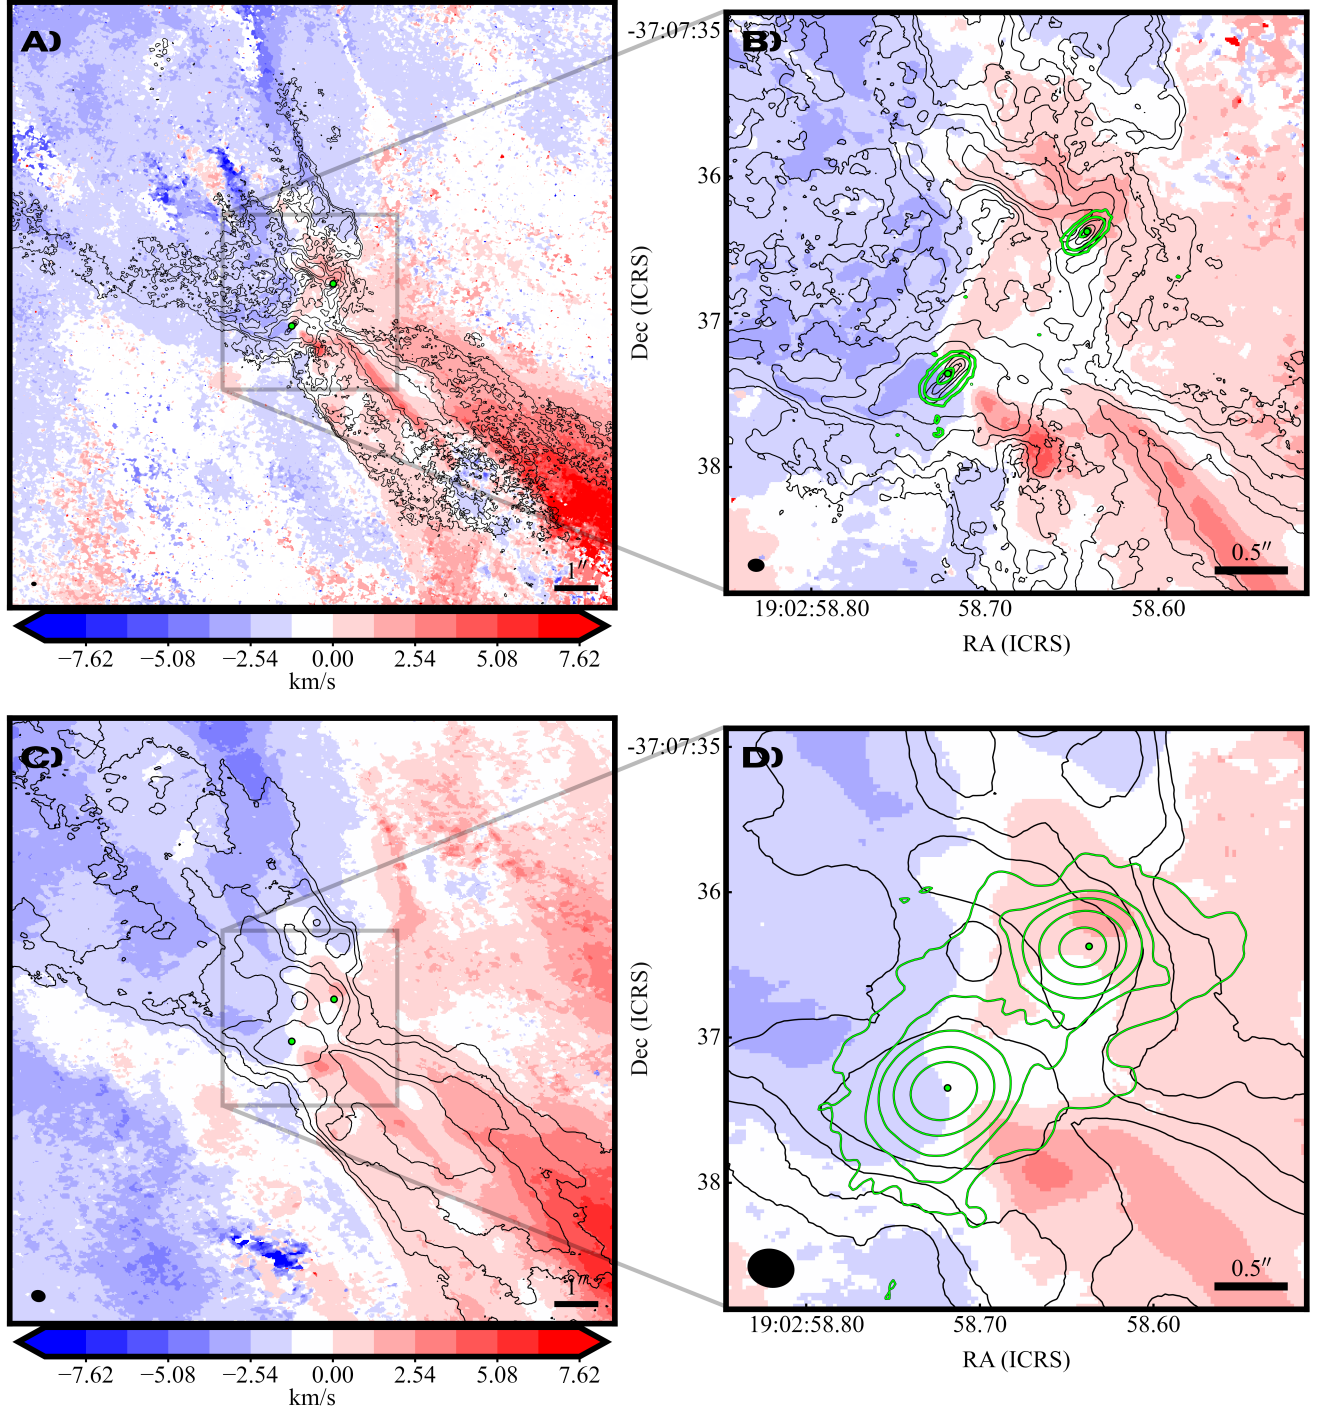 A)
1″
−7.62 −5.08 −2.54 0.00 2.54 5.08 7.62
km/s
B)
-37:07:35
36
37
38
Dec (ICRS)
0.5″
19:02:58.80 58.70 58.60
RA (ICRS)
C)
1″
−7.62 −5.08 −2.54 0.00 2.54 5.08 7.62
km/s
D)
-37:07:35
36
37
38
Dec (ICRS)
0.5″
19:02:58.80 58.70 58.60
RA (ICRS)